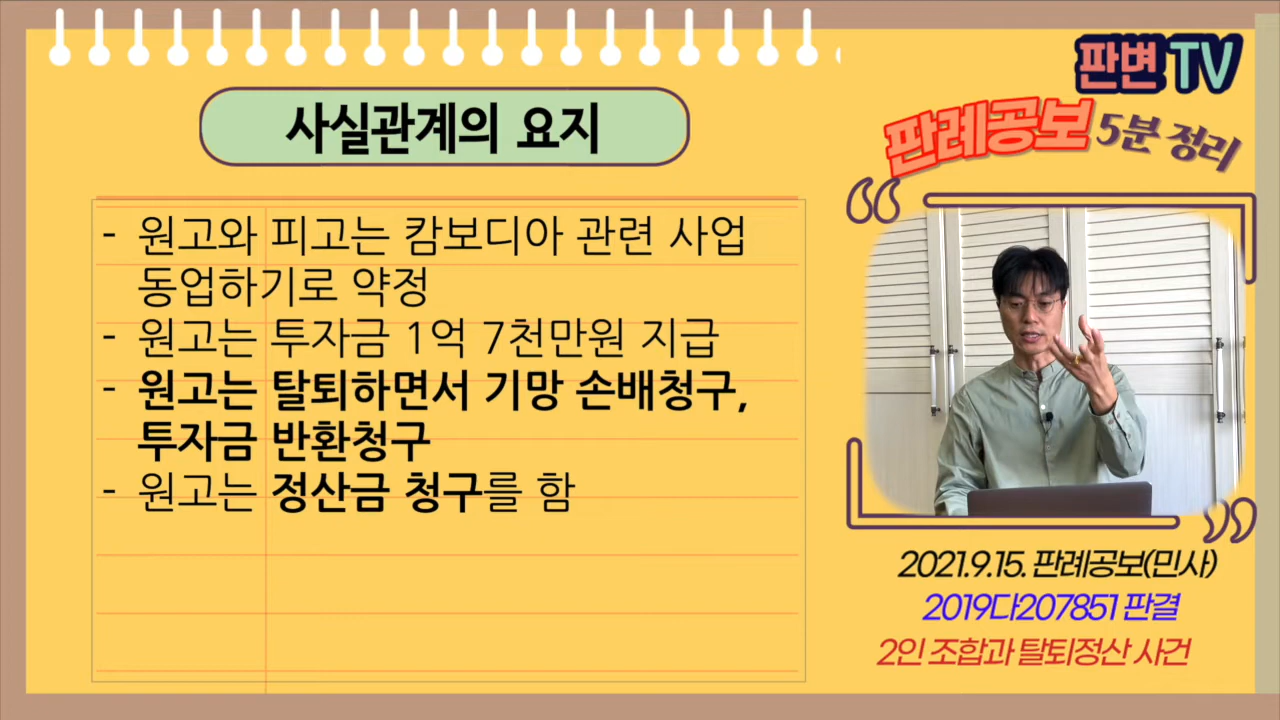 판변 TV
판례공보 5분 정리
사실관계의 요지
- 원고와 피고는 캄보디아 관련 사업
동업하기로 약정
- 원고는 투자금 1억 7천만원 지급
- 원고는 탈퇴하면서 기망 손배청구,
투자금 반환청구
- 원고는 정산금 청구를 함
2021.9.15. 판례공보(민사)
2019다207851 판결
2인 조합과 탈퇴정산 사건